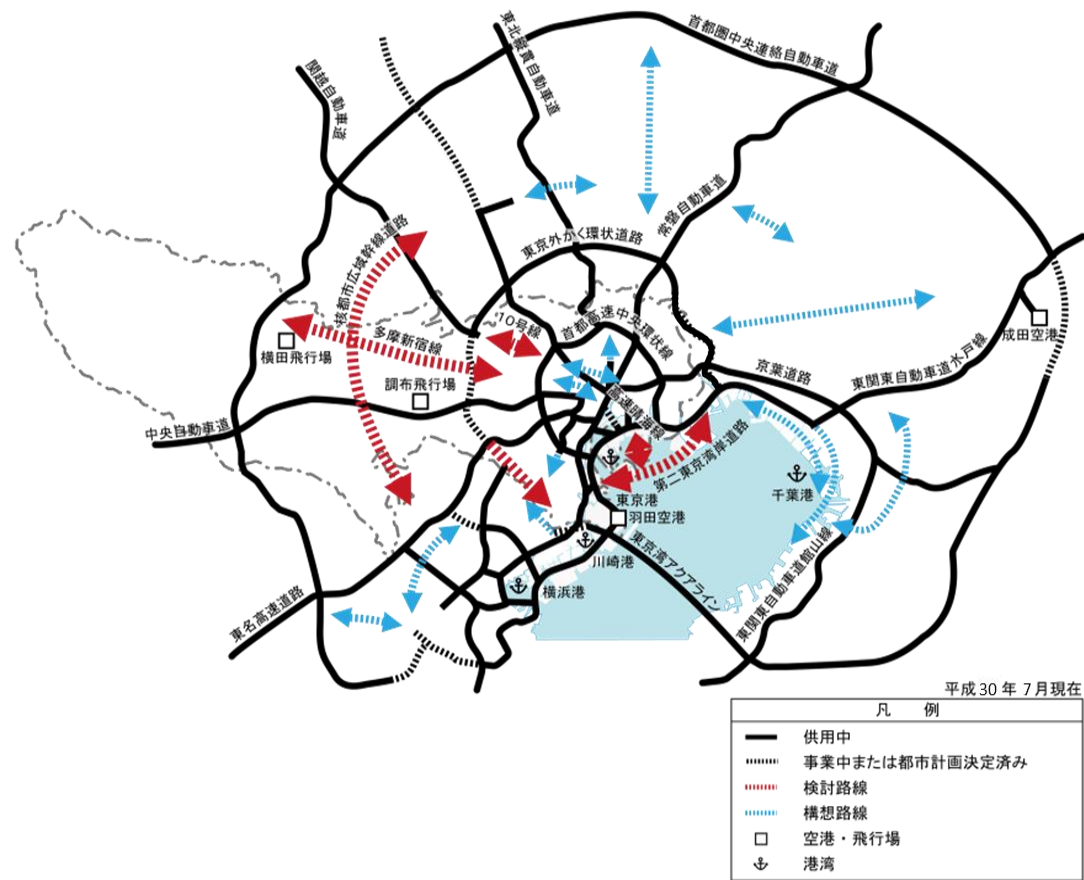 首都圏中央連絡自動車道
東北縦貫自動車道
関越自動車道
常磐自動車道
核都市広域幹線道路
東京外かく環状道路
10号線
首都高速中央環状線
多摩新宿線
横田飛行場
調布飛行場
成田空港
京葉道路
東関東自動車道水戸線
高速晴海線
中央自動車道
第二東京湾岸道路
千葉港
東京港
羽田空港
川崎港
東京湾アクアライン
横浜港
東関東自動車道館山線
東名高速道路
平成30年7月現在
凡 例
供用中
事業中または都市計画決定済み
検討路線
構想路線
空港・飛行場
港湾